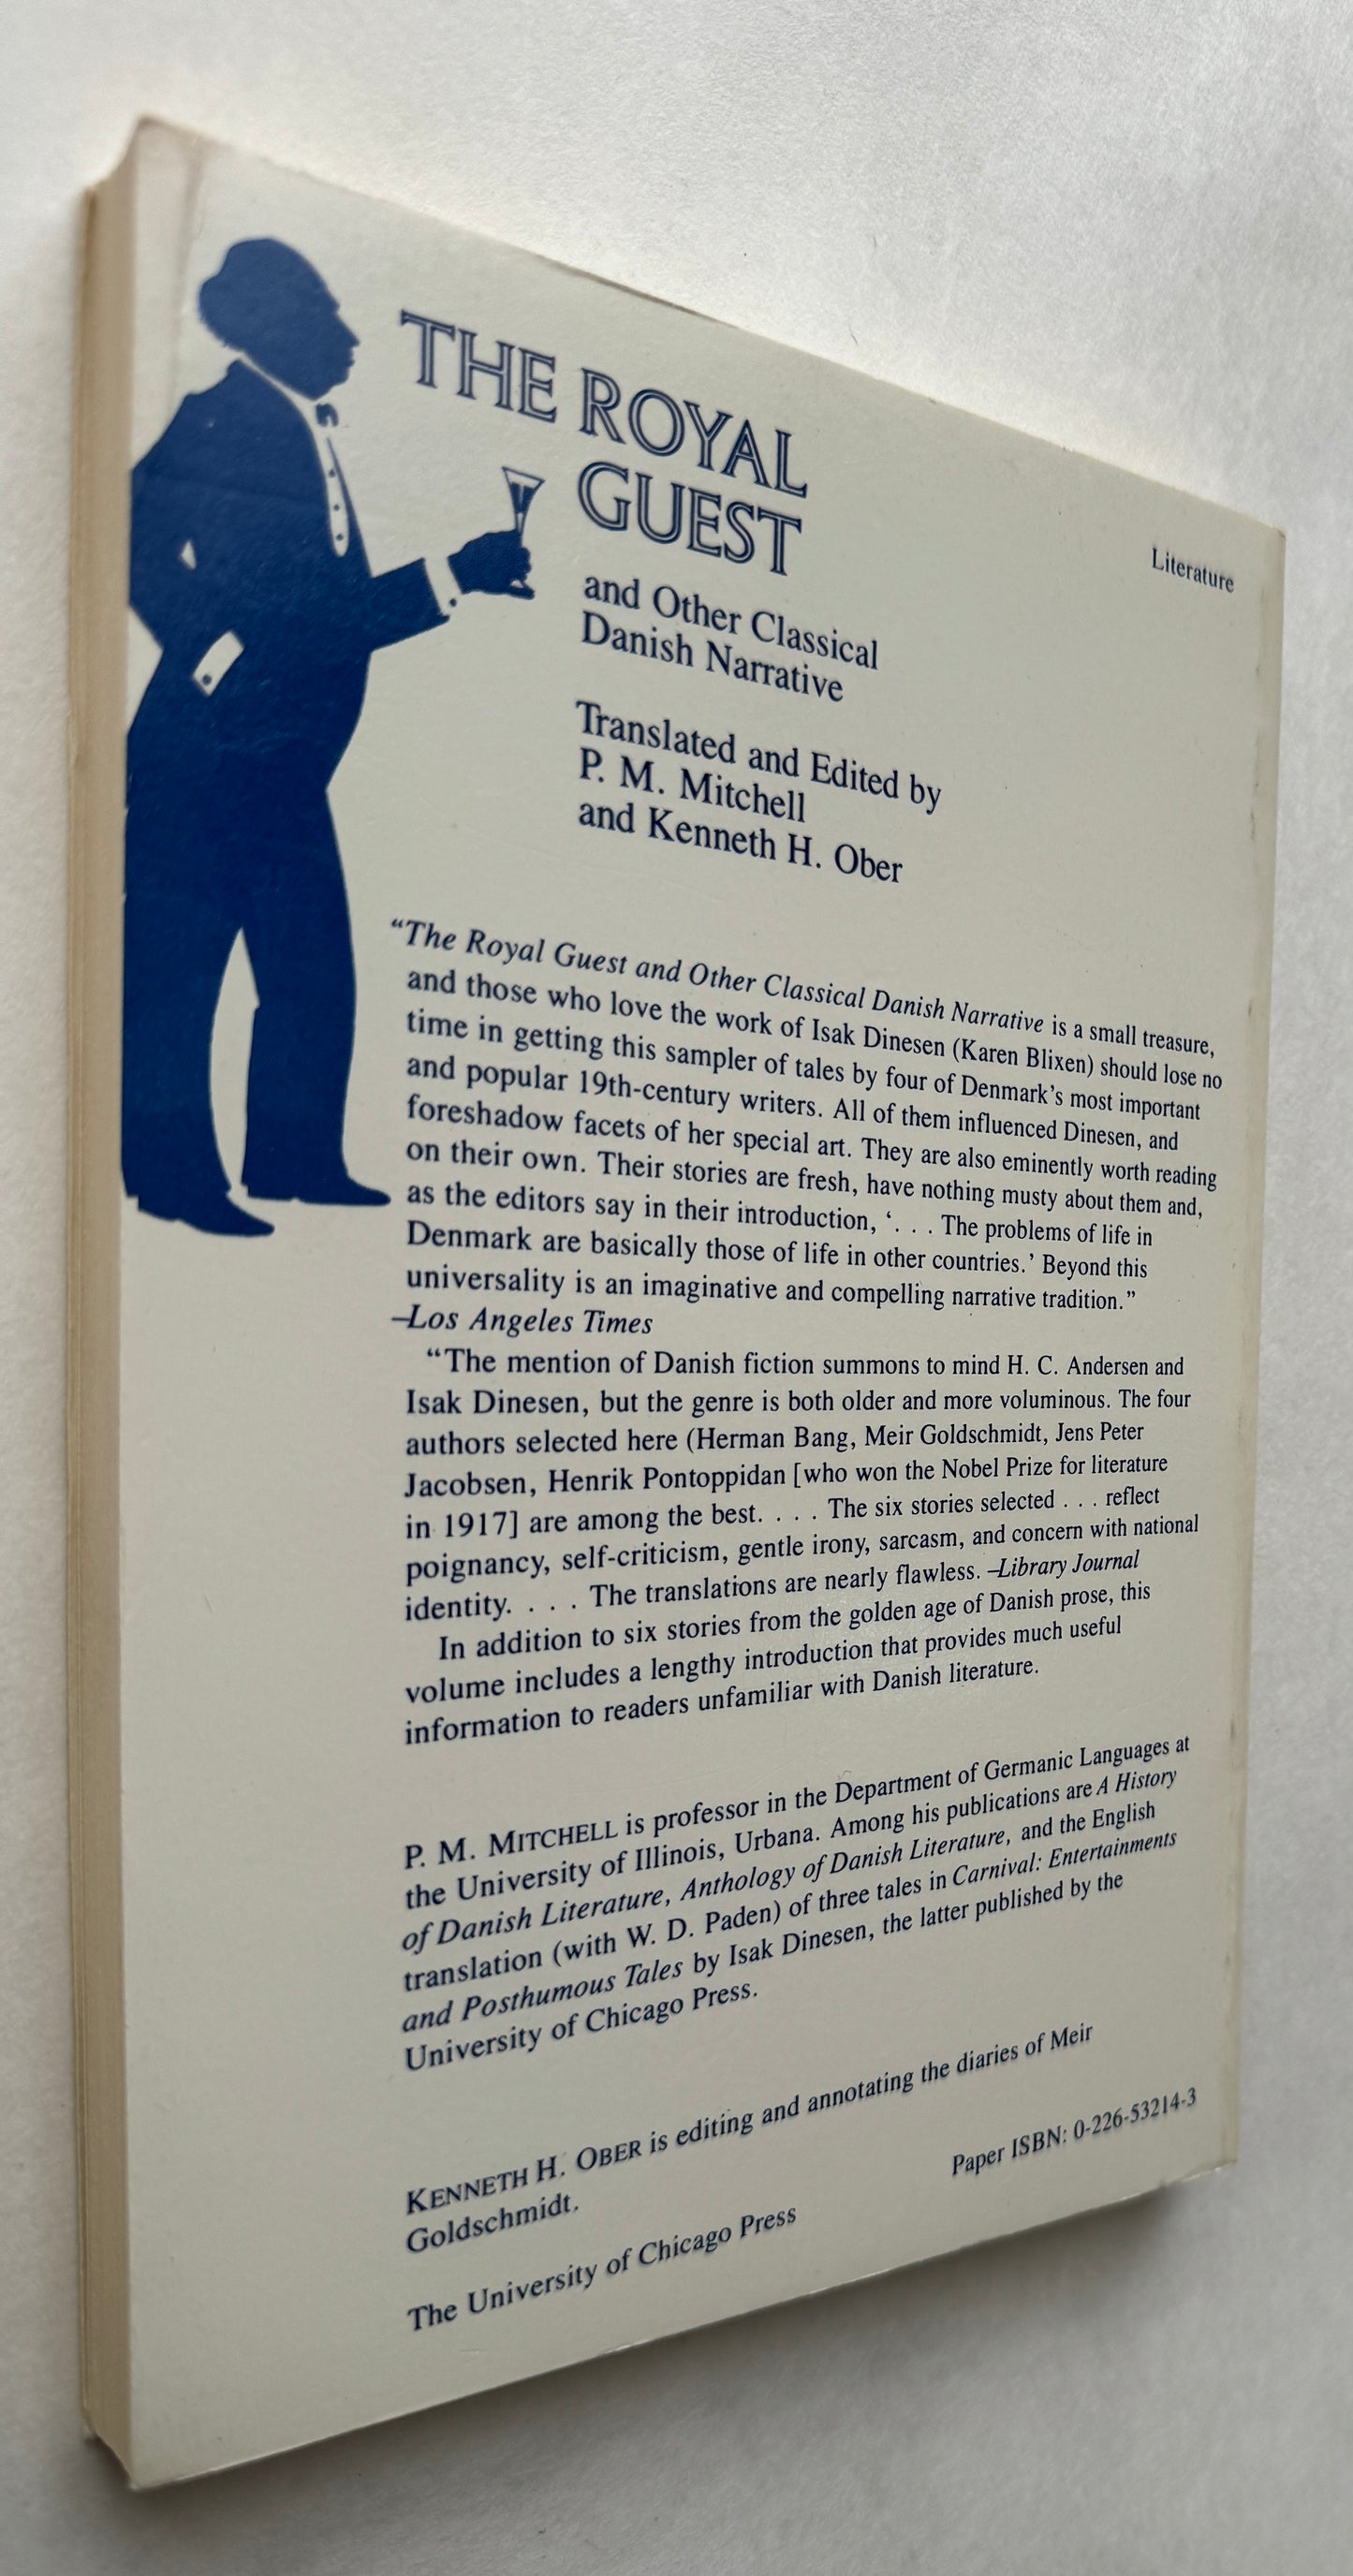 THE ROYAL
GUEST
Literature
and Other Classical
Danish Narrative
Translated and Edited by
P. M. Mitchell
and Kenneth H. Ober
“The Royal Guest and Other Classical Danish Narrative is a small treasure,
and those who love the work of Isak Dinesen (Karen Blixen) should lose no
time in getting this sampler of tales by four of Denmark’s most important
and popular 19th-century writers. All of them influenced Dinesen, and
foreshadow facets of her special art. They are also eminently worth reading
on their own. Their stories are fresh, have nothing musty about them and,
as the editors say in their introduction, ‘. . . The problems of life in
Denmark are basically those of life in other countries.’ Beyond this
universality is an imaginative and compelling narrative tradition.”
–Los Angeles Times
“The mention of Danish fiction summons to mind H. C. Andersen and
Isak Dinesen, but the genre is both older and more voluminous. The four
authors selected here (Herman Bang, Meir Goldschmidt, Jens Peter
Jacobsen, Henrik Pontoppidan [who won the Nobel Prize for literature
in 1917] are among the best. . . . The six stories selected . . . reflect
poignancy, self-criticism, gentle irony, sarcasm, and concern with national
identity. . . . The translations are nearly flawless. –Library Journal
In addition to six stories from the golden age of Danish prose, this
volume includes a lengthy introduction that provides much useful
information to readers unfamiliar with Danish literature.
P. M. MITCHELL is professor in the Department of Germanic Languages at
the University of Illinois, Urbana. Among his publications are A History
of Danish Literature, Anthology of Danish Literature, and the English
translation (with W. D. Paden) of three tales in Carnival: Entertainments
and Posthumous Tales by Isak Dinesen, the latter published by the
University of Chicago Press.
KENNETH H. OBER is editing and annotating the diaries of Meir
Goldschmidt.
Paper ISBN: 0-226-53214-3
The University of Chicago Press